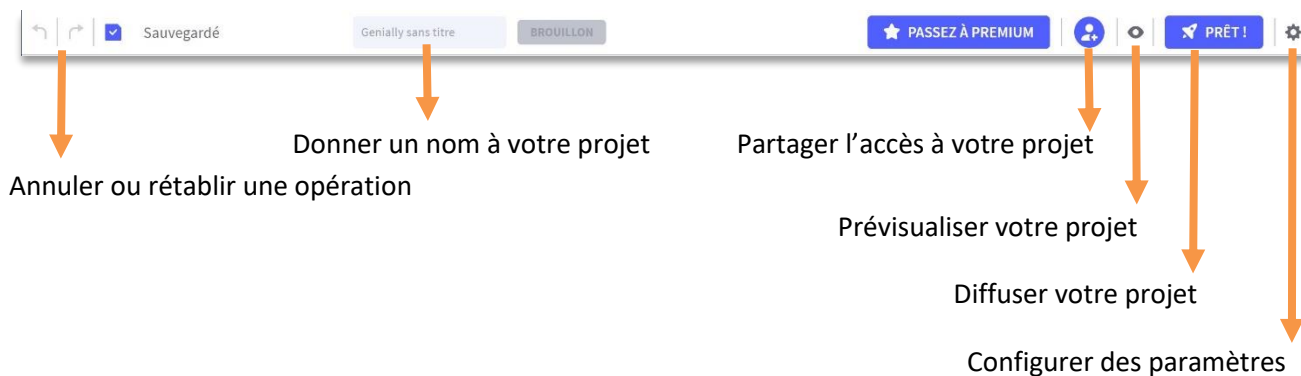 Sauvegardé Genially sans titre BROUILLON PASSEZ À PREMIUM PRÊT !
Donner un nom à votre projet Partager l’accès à votre projet
Annuler ou rétablir une opération
Prévisualiser votre projet
Diffuser votre projet
Configurer des paramètres